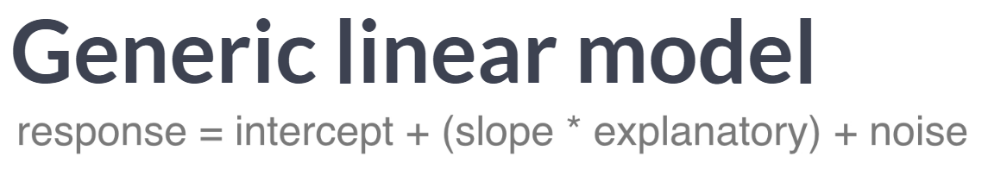 Generic linear model
response = intercept + (slope * explanatory) + noise